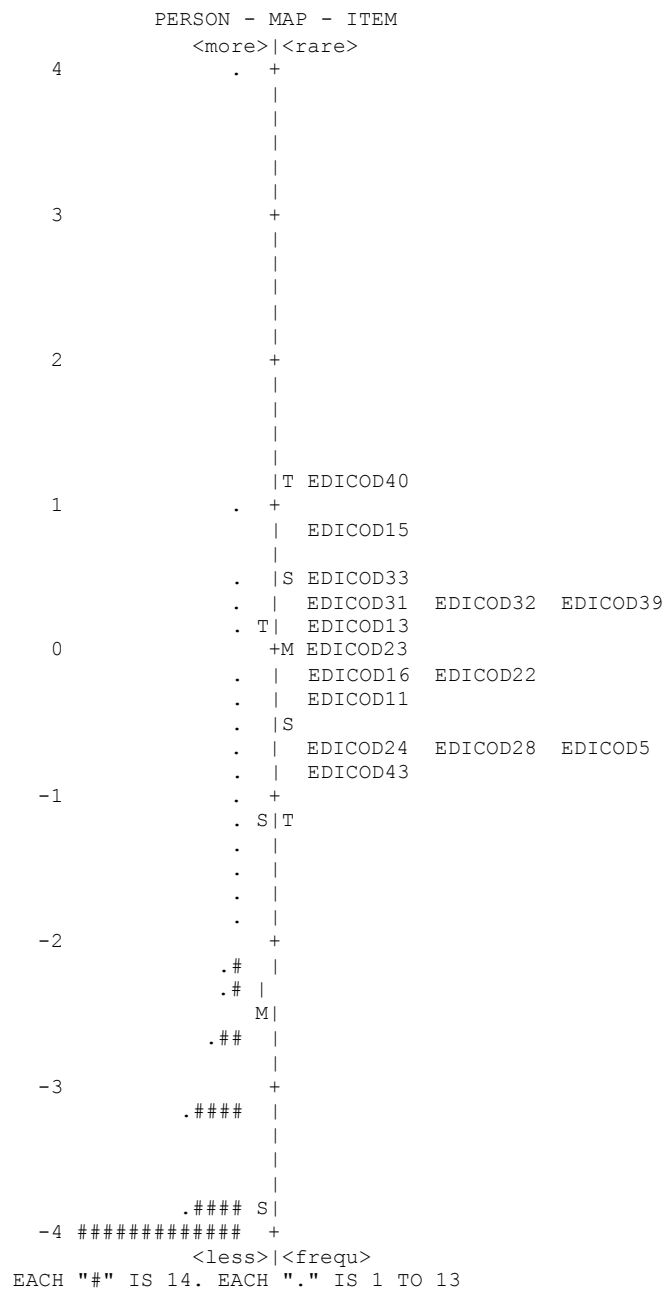 PERSON - MAP - ITEM
<more>|<rare>
4 . +
|
|
|
|
|
3 +
|
|
|
|
|
2 +
|
|
|
|
|T EDICOD40
1 . +
| EDICOD15
|
. |S EDICOD33
. | EDICOD31 EDICOD32 EDICOD39
. T| EDICOD13
0 +M EDICOD23
. | EDICOD16 EDICOD22
. | EDICOD11
. |S
. | EDICOD24 EDICOD28 EDICOD5
. | EDICOD43
-1 . +
. S|T
. |
. |
. |
. |
-2 +
.# |
.# |
M|
.## |
|
-3 +
.#### |
|
|
|
.#### S|
-4 ############# +
<less>|<frequ>
EACH "#" IS 14. EACH "." IS 1 TO 13